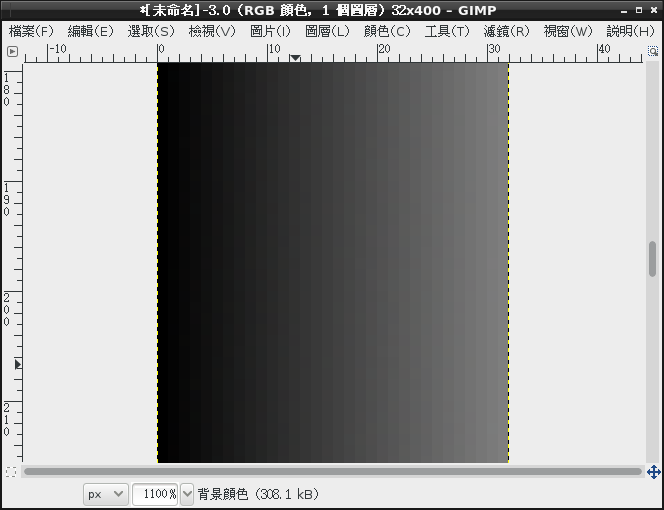 *[未命名]-3.0 (RGB 顏色, 1 個圖層) 32x400 – GIMP
檔案(F) 編輯(E) 選取(S) 檢視(V) 圖片(I) 圖層(L) 顏色(C) 工具(T) 濾鏡(R) 視窗(W) 說明(H)
-10 0 10 20 30 40
180
190
200
210
px 1100% 背景顏色 (308.1 kB)